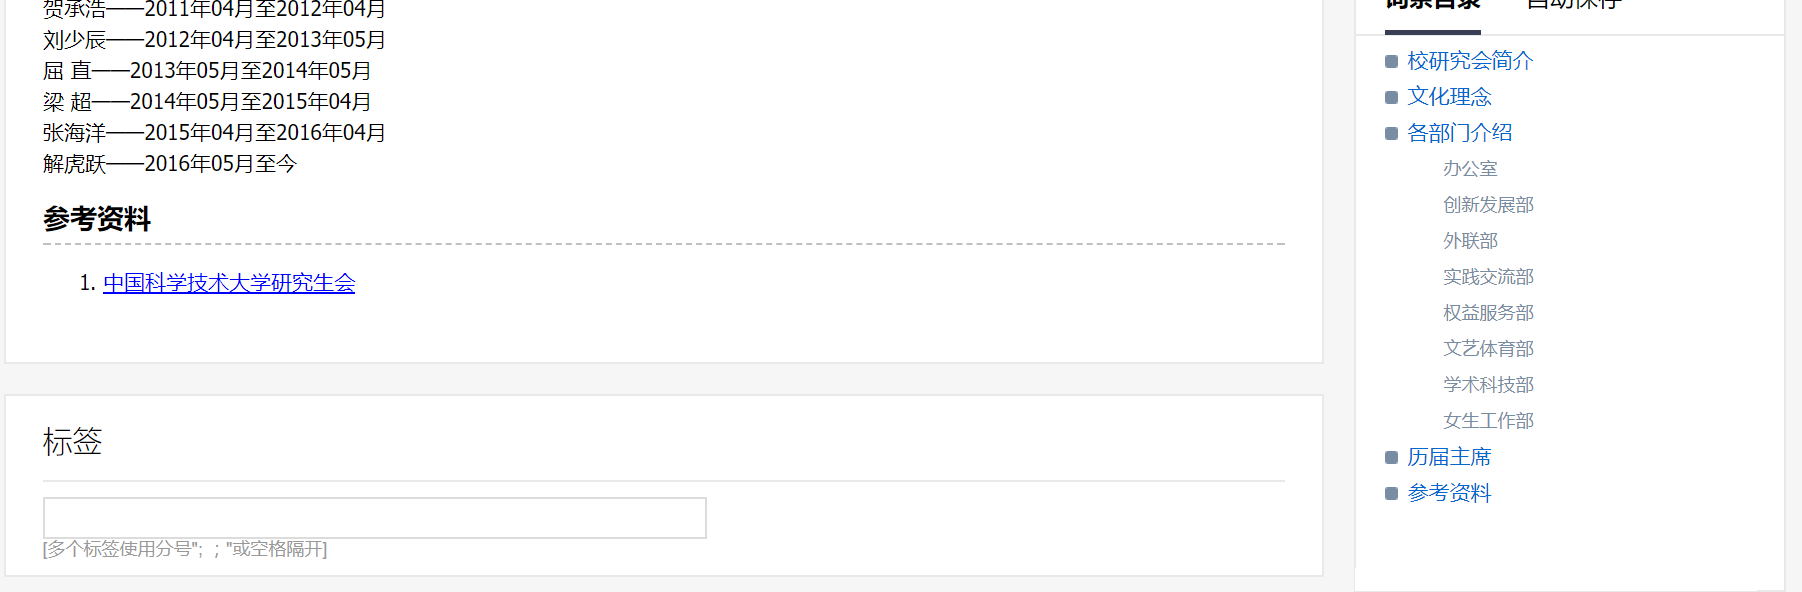 贺承浩——2011年04月至2012年04月
刘少辰——2012年04月至2013年05月
屈 直——2013年05月至2014年05月
梁 超——2014年05月至2015年04月
张海洋——2015年04月至2016年04月
解虎跃——2016年05月至今
参考资料
1. 中国科学技术大学研究生会
标签
[多个标签使用分号"; ；"或空格隔开]
词条目录 自动保存
校研究会简介
文化理念
各部门介绍
办公室
创新发展部
外联部
实践交流部
权益服务部
文艺体育部
学术科技部
女生工作部
历届主席
参考资料